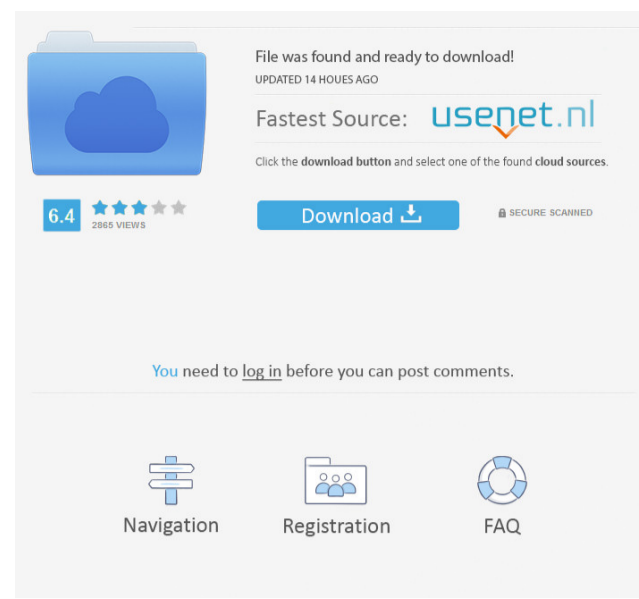 File was found and ready to download!
UPDATED 14 HOUES AGO
Fastest Source: usenet.nl
Click the download button and select one of the found cloud sources.
6.4
2865 VIEWS
Download
SECURE SCANNED
You need to log in before you can post comments.
Navigation
Registration
FAQ